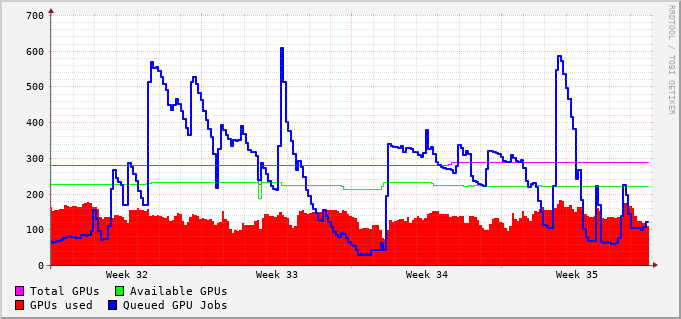 700
600
500
400
300
200
100
0
Week 32 Week 33 Week 34 Week 35
Total GPUs Available GPUs
GPUs used Queued GPU Jobs
RRDTOOL / TOBI OETIKER